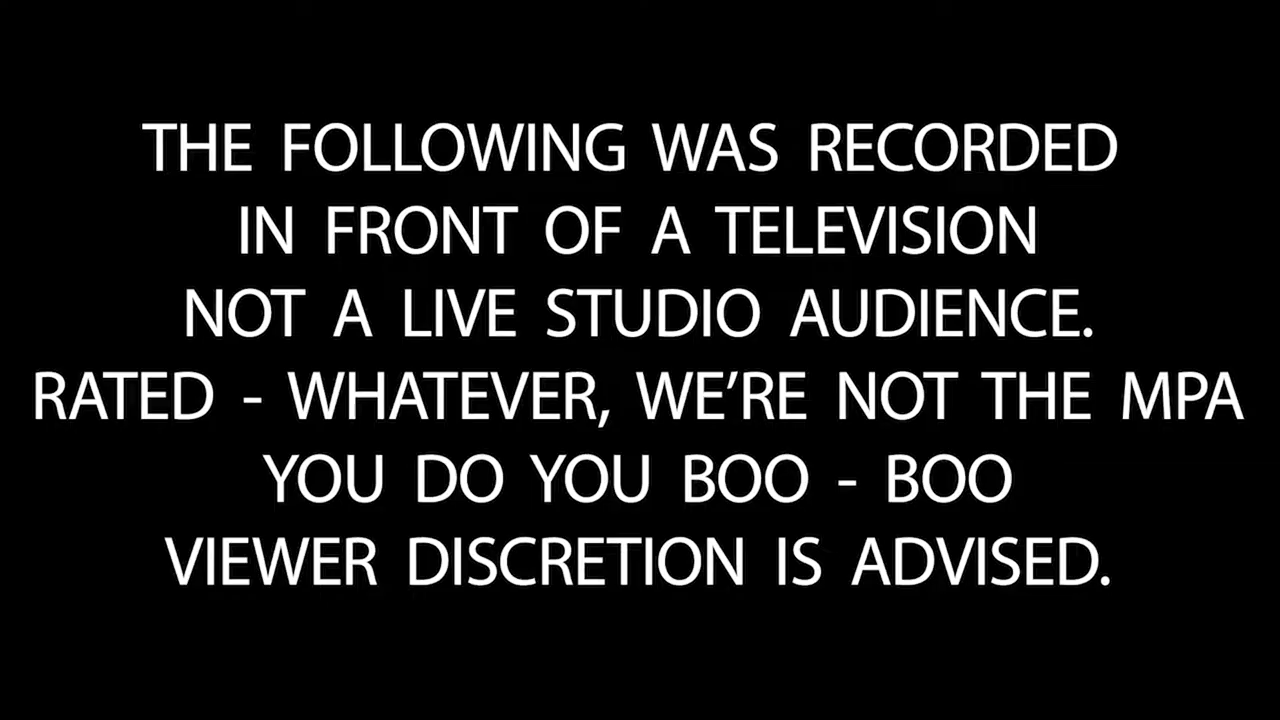 THE FOLLOWING WAS RECORDED
IN FRONT OF A TELEVISION
NOT A LIVE STUDIO AUDIENCE.
RATED - WHATEVER, WE’RE NOT THE MPA
YOU DO YOU BOO - BOO
VIEWER DISCRETION IS ADVISED.